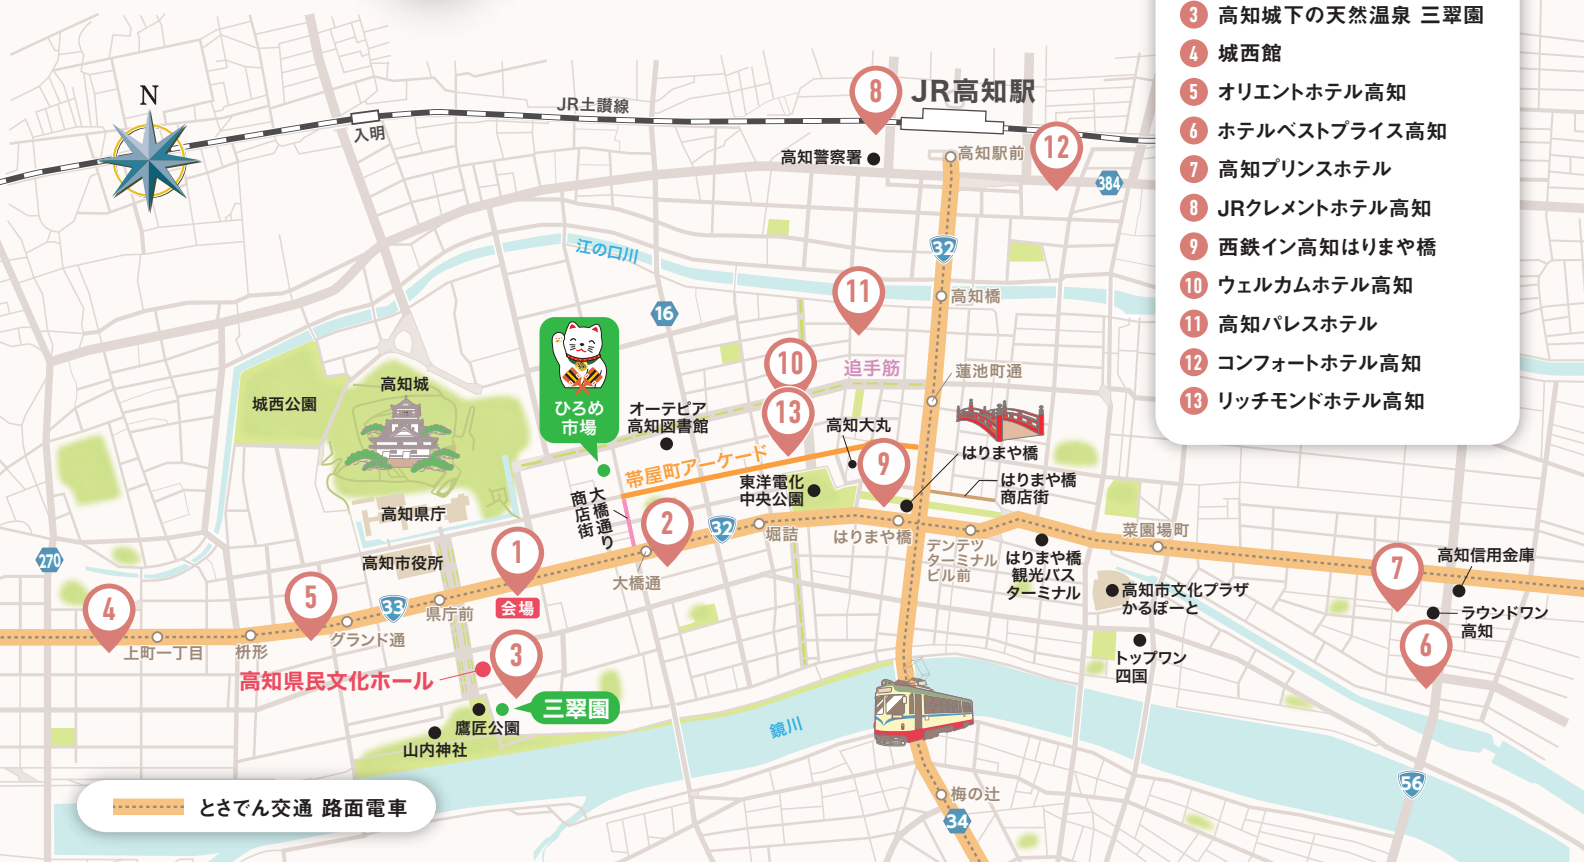 3 高知城下の天然温泉 三翠園
4 城西館
5 オリエントホテル高知
6 ホテルベストプライス高知
7 高知プリンスホテル
8 JRクレメントホテル高知
9 西鉄イン高知はりまや橋
10 ウェルカムホテル高知
11 高知パレスホテル
12 コンフォートホテル高知
13 リッチモンドホテル高知
N
JR土讃線
入明
8
JR高知駅
高知警察署
高知駅前
12
384
32
江の口川
11
高知橋
16
10
追手筋
蓮池町通
高知城
城西公園
ひろめ
市場
オーテピア
高知図書館
13
高知大丸
はりまや橋
帯屋町アーケード
9
東洋電化
中央公園
はりまや橋
商店街
大橋通り
商店街
高知県庁
2
32
堀詰
はりまや橋
デンテツ
ターミナル
ビル前
はりまや橋
観光バス
ターミナル
菜園場町
高知市役所
1
会場
大橋通
270
4
5
33
県庁前
グランド通
上町一丁目
枡形
高知市文化プラザ
かるぽーと
7
高知信用金庫
ラウンドワン
高知
6
トップワン
四国
3
高知県民文化ホール
三翠園
鷹匠公園
山内神社
鏡川
梅の辻
34
56
とさでん交通 路面電車